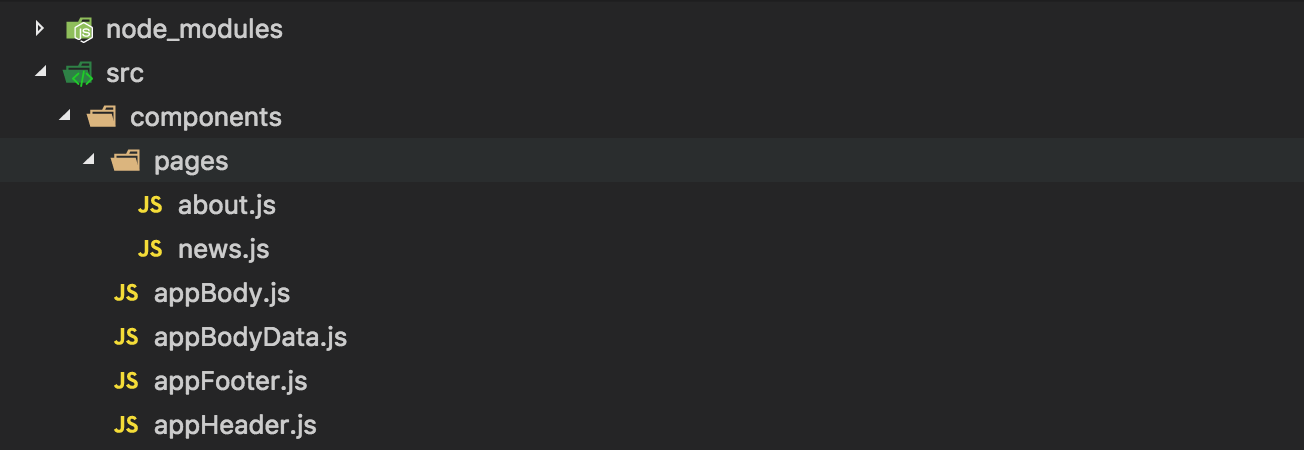 node_modules
src
components
pages
JS about.js
JS news.js
JS appBody.js
JS appBodyData.js
JS appFooter.js
JS appHeader.js